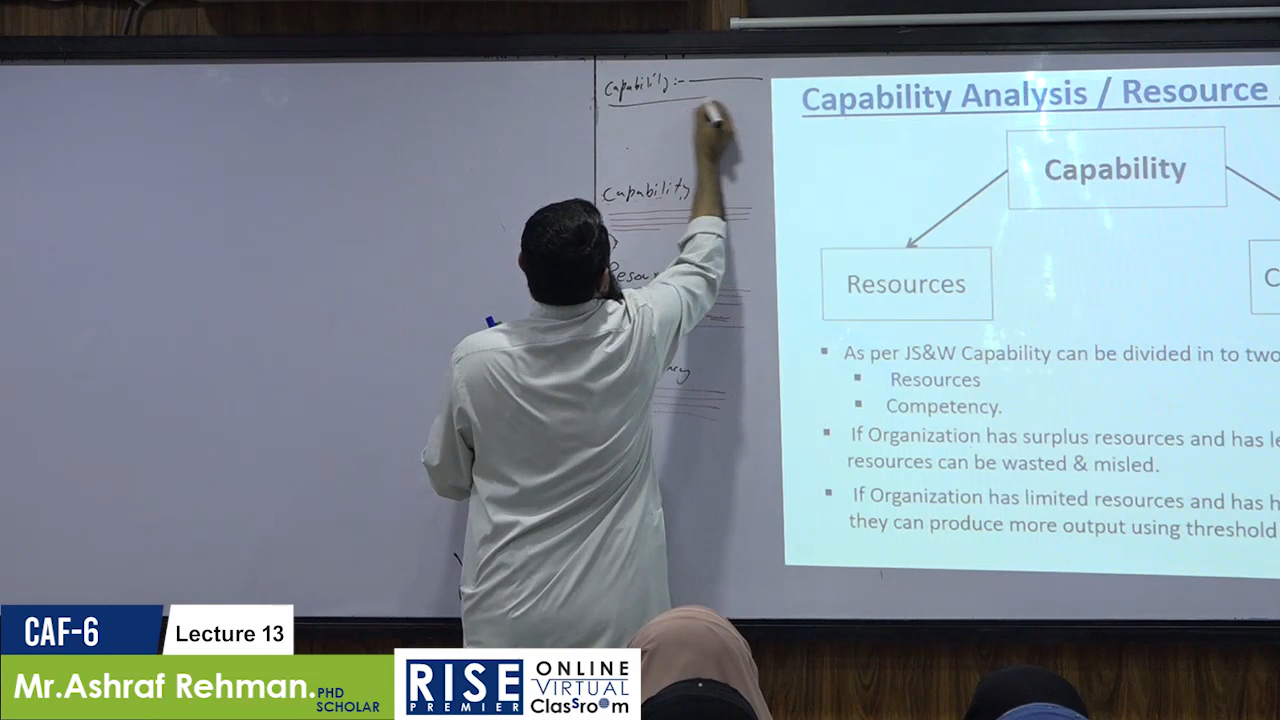 Capability:-
Capability
Capability Analysis / Resource
Capability
Resources
C
▪ As per JS&W Capability can be divided in to two
▪ Resources
▪ Competency.
▪ If Organization has surplus resources and has le
resources can be wasted & misled.
▪ If Organization has limited resources and has h
they can produce more output using threshold
CAF-6
Lecture 13
Mr.Ashraf Rehman. PHD SCHOLAR
RISE PREMIER
ONLINE
VIRTUAL
Classroom